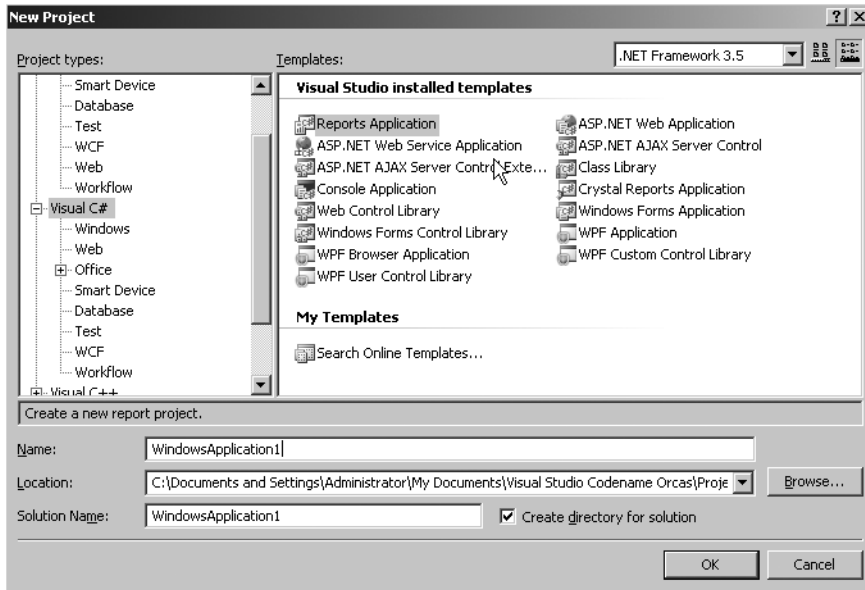 New Project
Project types:
Templates:
.NET Framework 3.5
Smart Device
Database
Test
WCF
Web
Workflow
Visual C#
Windows
Web
Office
Smart Device
Database
Test
WCF
Workflow
Visual C++
Visual Studio installed templates
Reports Application
ASP.NET Web Application
ASP.NET Web Service Application
ASP.NET AJAX Server Control
ASP.NET AJAX Server Control Exte...
Class Library
Console Application
Crystal Reports Application
Web Control Library
Windows Forms Application
Windows Forms Control Library
WPF Application
WPF Browser Application
WPF Custom Control Library
WPF User Control Library
My Templates
Search Online Templates...
Create a new report project.
Name: WindowsApplication1
Location: C:\Documents and Settings\Administrator\My Documents\Visual Studio Codename Orcas\Proje Browse...
Solution Name: WindowsApplication1 Create directory for solution
OK Cancel